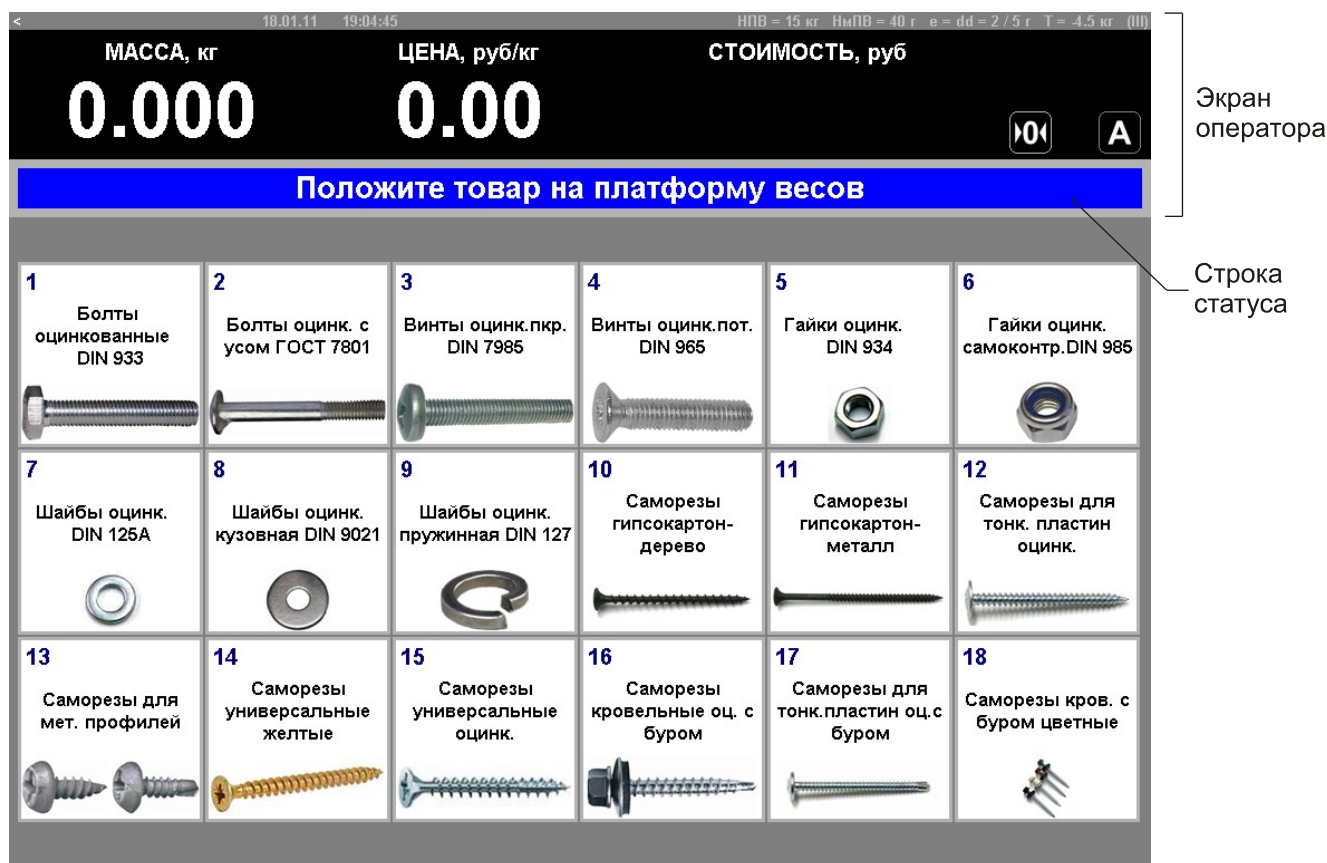 < 18.01.11 19:04:45 НПВ = 15 кг НмПВ = 40 г e = dd = 2 / 5 г T = -4.5 кг (III)
МАССА, кг ЦЕНА, руб/кг СТОИМОСТЬ, руб
0.000 0.00
0 A
Экран
оператора
Положите товар на платформу весов
Строка
статуса
1
Болты
оцинкованные
DIN 933
2
Болты оцинк. с
усом ГОСТ 7801
3
Винты оцинк.пкр.
DIN 7985
4
Винты оцинк.пот.
DIN 965
5
Гайки оцинк.
DIN 934
6
Гайки оцинк.
самоконтр.DIN 985
7
Шайбы оцинк.
DIN 125A
8
Шайбы оцинк.
кузовная DIN 9021
9
Шайбы оцинк.
пружинная DIN 127
10
Саморезы
гипсокартон-
дерево
11
Саморезы
гипсокартон-
металл
12
Саморезы для
тонк. пластин
оцинк.
13
Саморезы для
мет. профилей
14
Саморезы
универсальные
желтые
15
Саморезы
универсальные
оцинк.
16
Саморезы
кровельные оц. с
буром
17
Саморезы для
тонк.пластин оц.с
буром
18
Саморезы кров. с
буром цветные